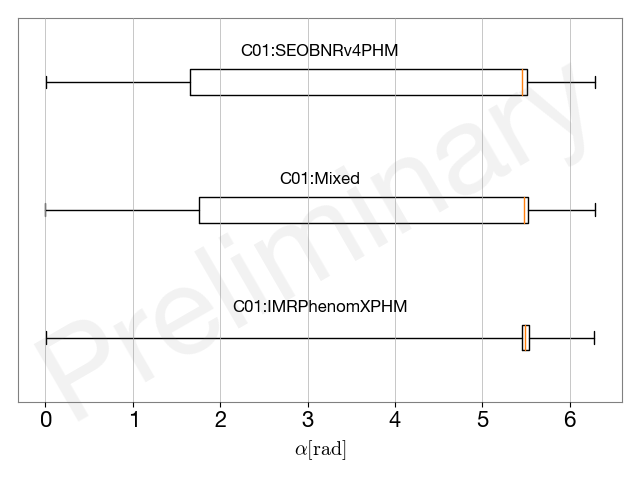 C01:SEOBNRv4PHM
C01:Mixed
C01:IMRPhenomXPHM
Preliminary
0 1 2 3 4 5 6
α[rad]